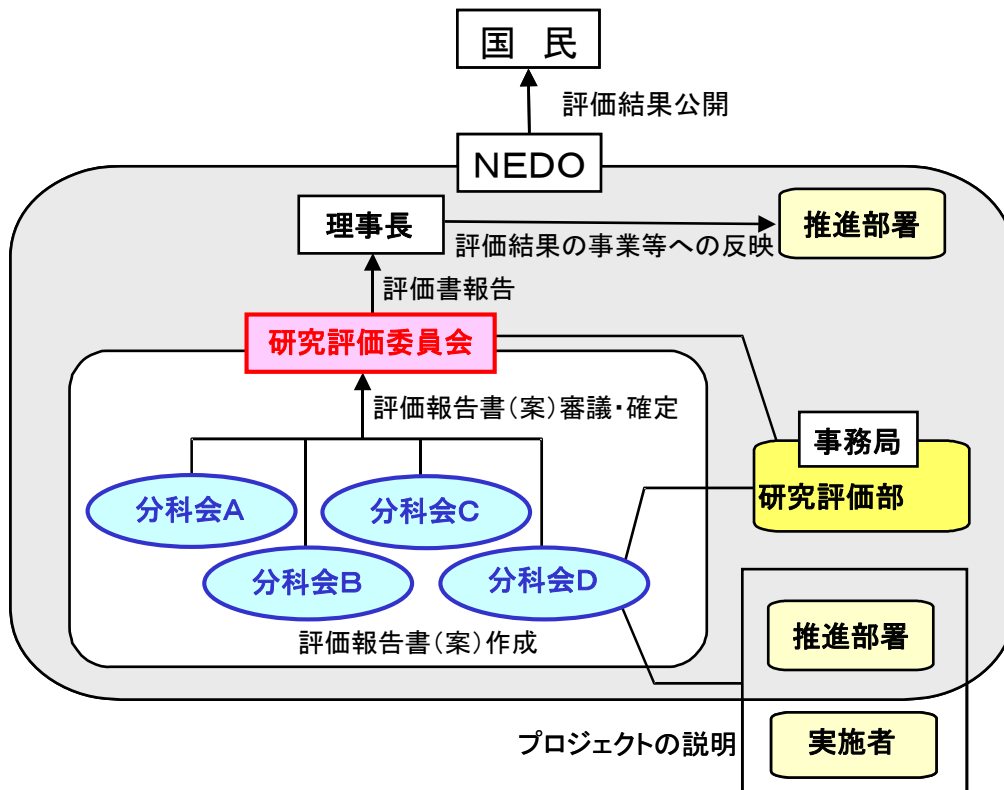 国　民
評価結果公開
NEDO
理事長
推進部署
評価結果の事業等への反映
評価書報告
研究評価委員会
評価報告書(案)審議・確定
事務局
研究評価部
分科会A
分科会C
分科会B
分科会D
評価報告書(案)作成
推進部署
プロジェクトの説明
実施者